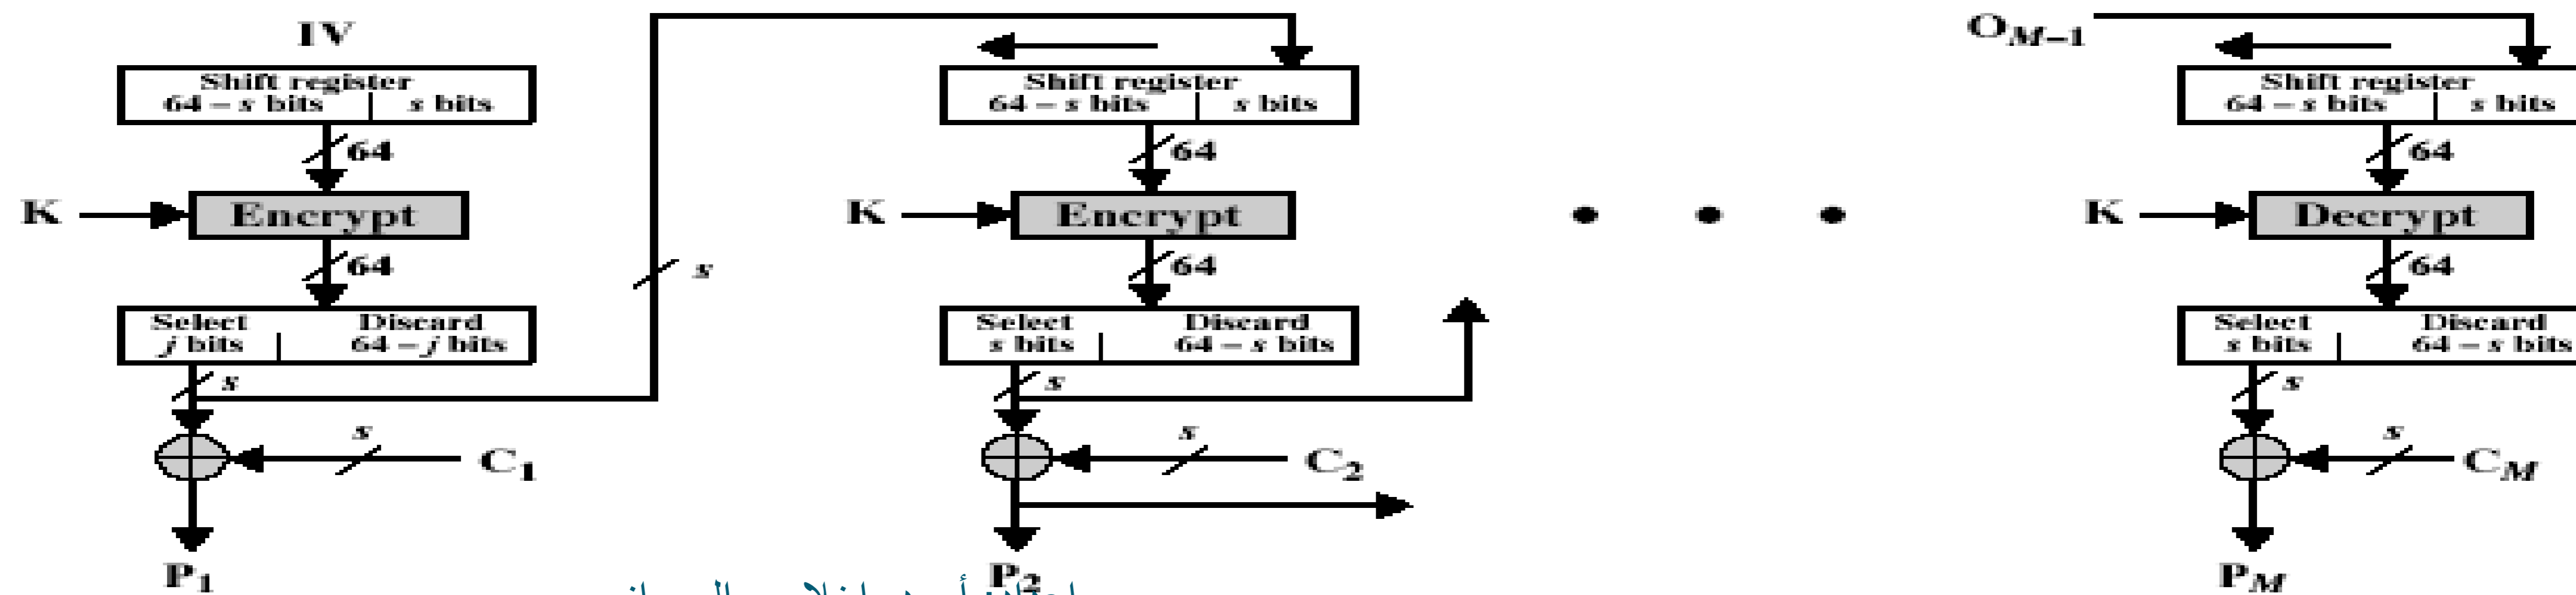 IV
Shift register
64 – s bits s bits
64
K
Encrypt
64
Select Discard
j bits 64 – j bits
s
s
C1
P1
s
Shift register
64 – s bits s bits
64
K
Encrypt
64
Select Discard
s bits 64 – s bits
s
s
C2
P2
OM–1
Shift register
64 – s bits s bits
64
K
Decrypt
64
Select Discard
s bits 64 – s bits
s
s
CM
PM